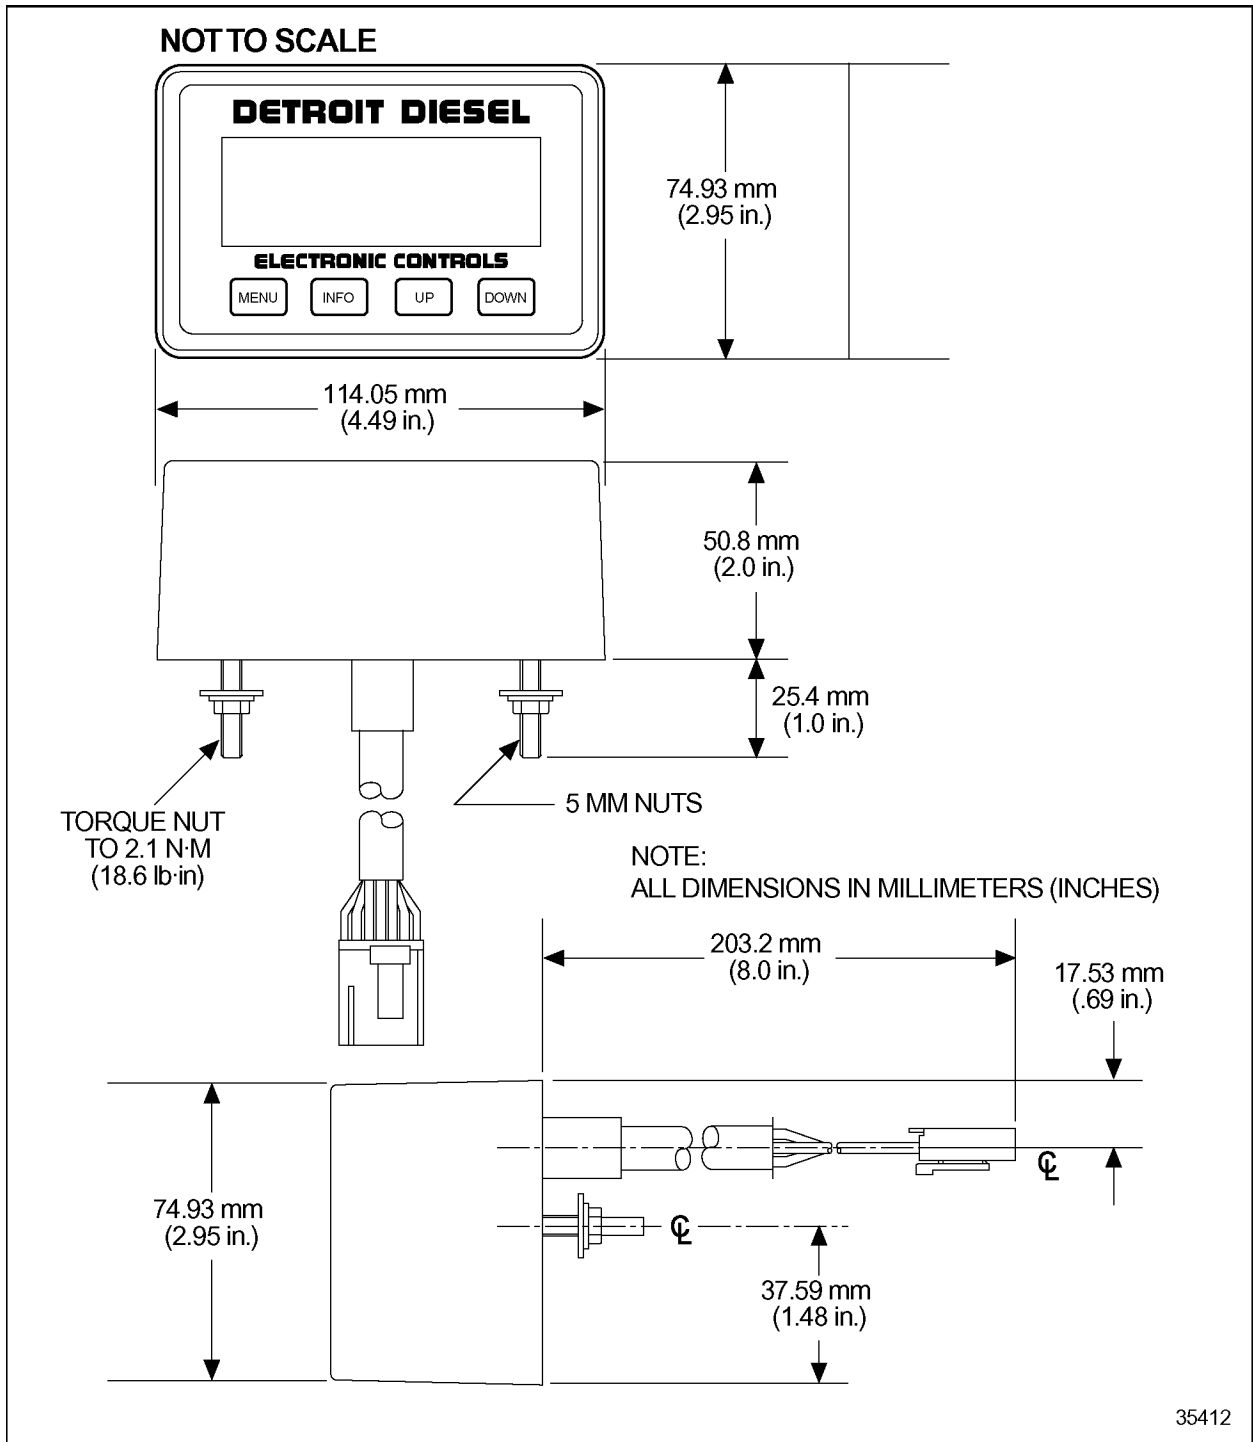 NOT TO SCALE
DETROIT DIESEL
ELECTRONIC CONTROLS
MENU
INFO
UP
DOWN
74.93 mm
(2.95 in.)
114.05 mm
(4.49 in.)
50.8 mm
(2.0 in.)
25.4 mm
(1.0 in.)
5 MM NUTS
TORQUE NUT
TO 2.1 N·M
(18.6 lb·in)
NOTE:
ALL DIMENSIONS IN MILLIMETERS (INCHES)
203.2 mm
(8.0 in.)
17.53 mm
(.69 in.)
℄
74.93 mm
(2.95 in.)
℄
37.59 mm
(1.48 in.)
35412